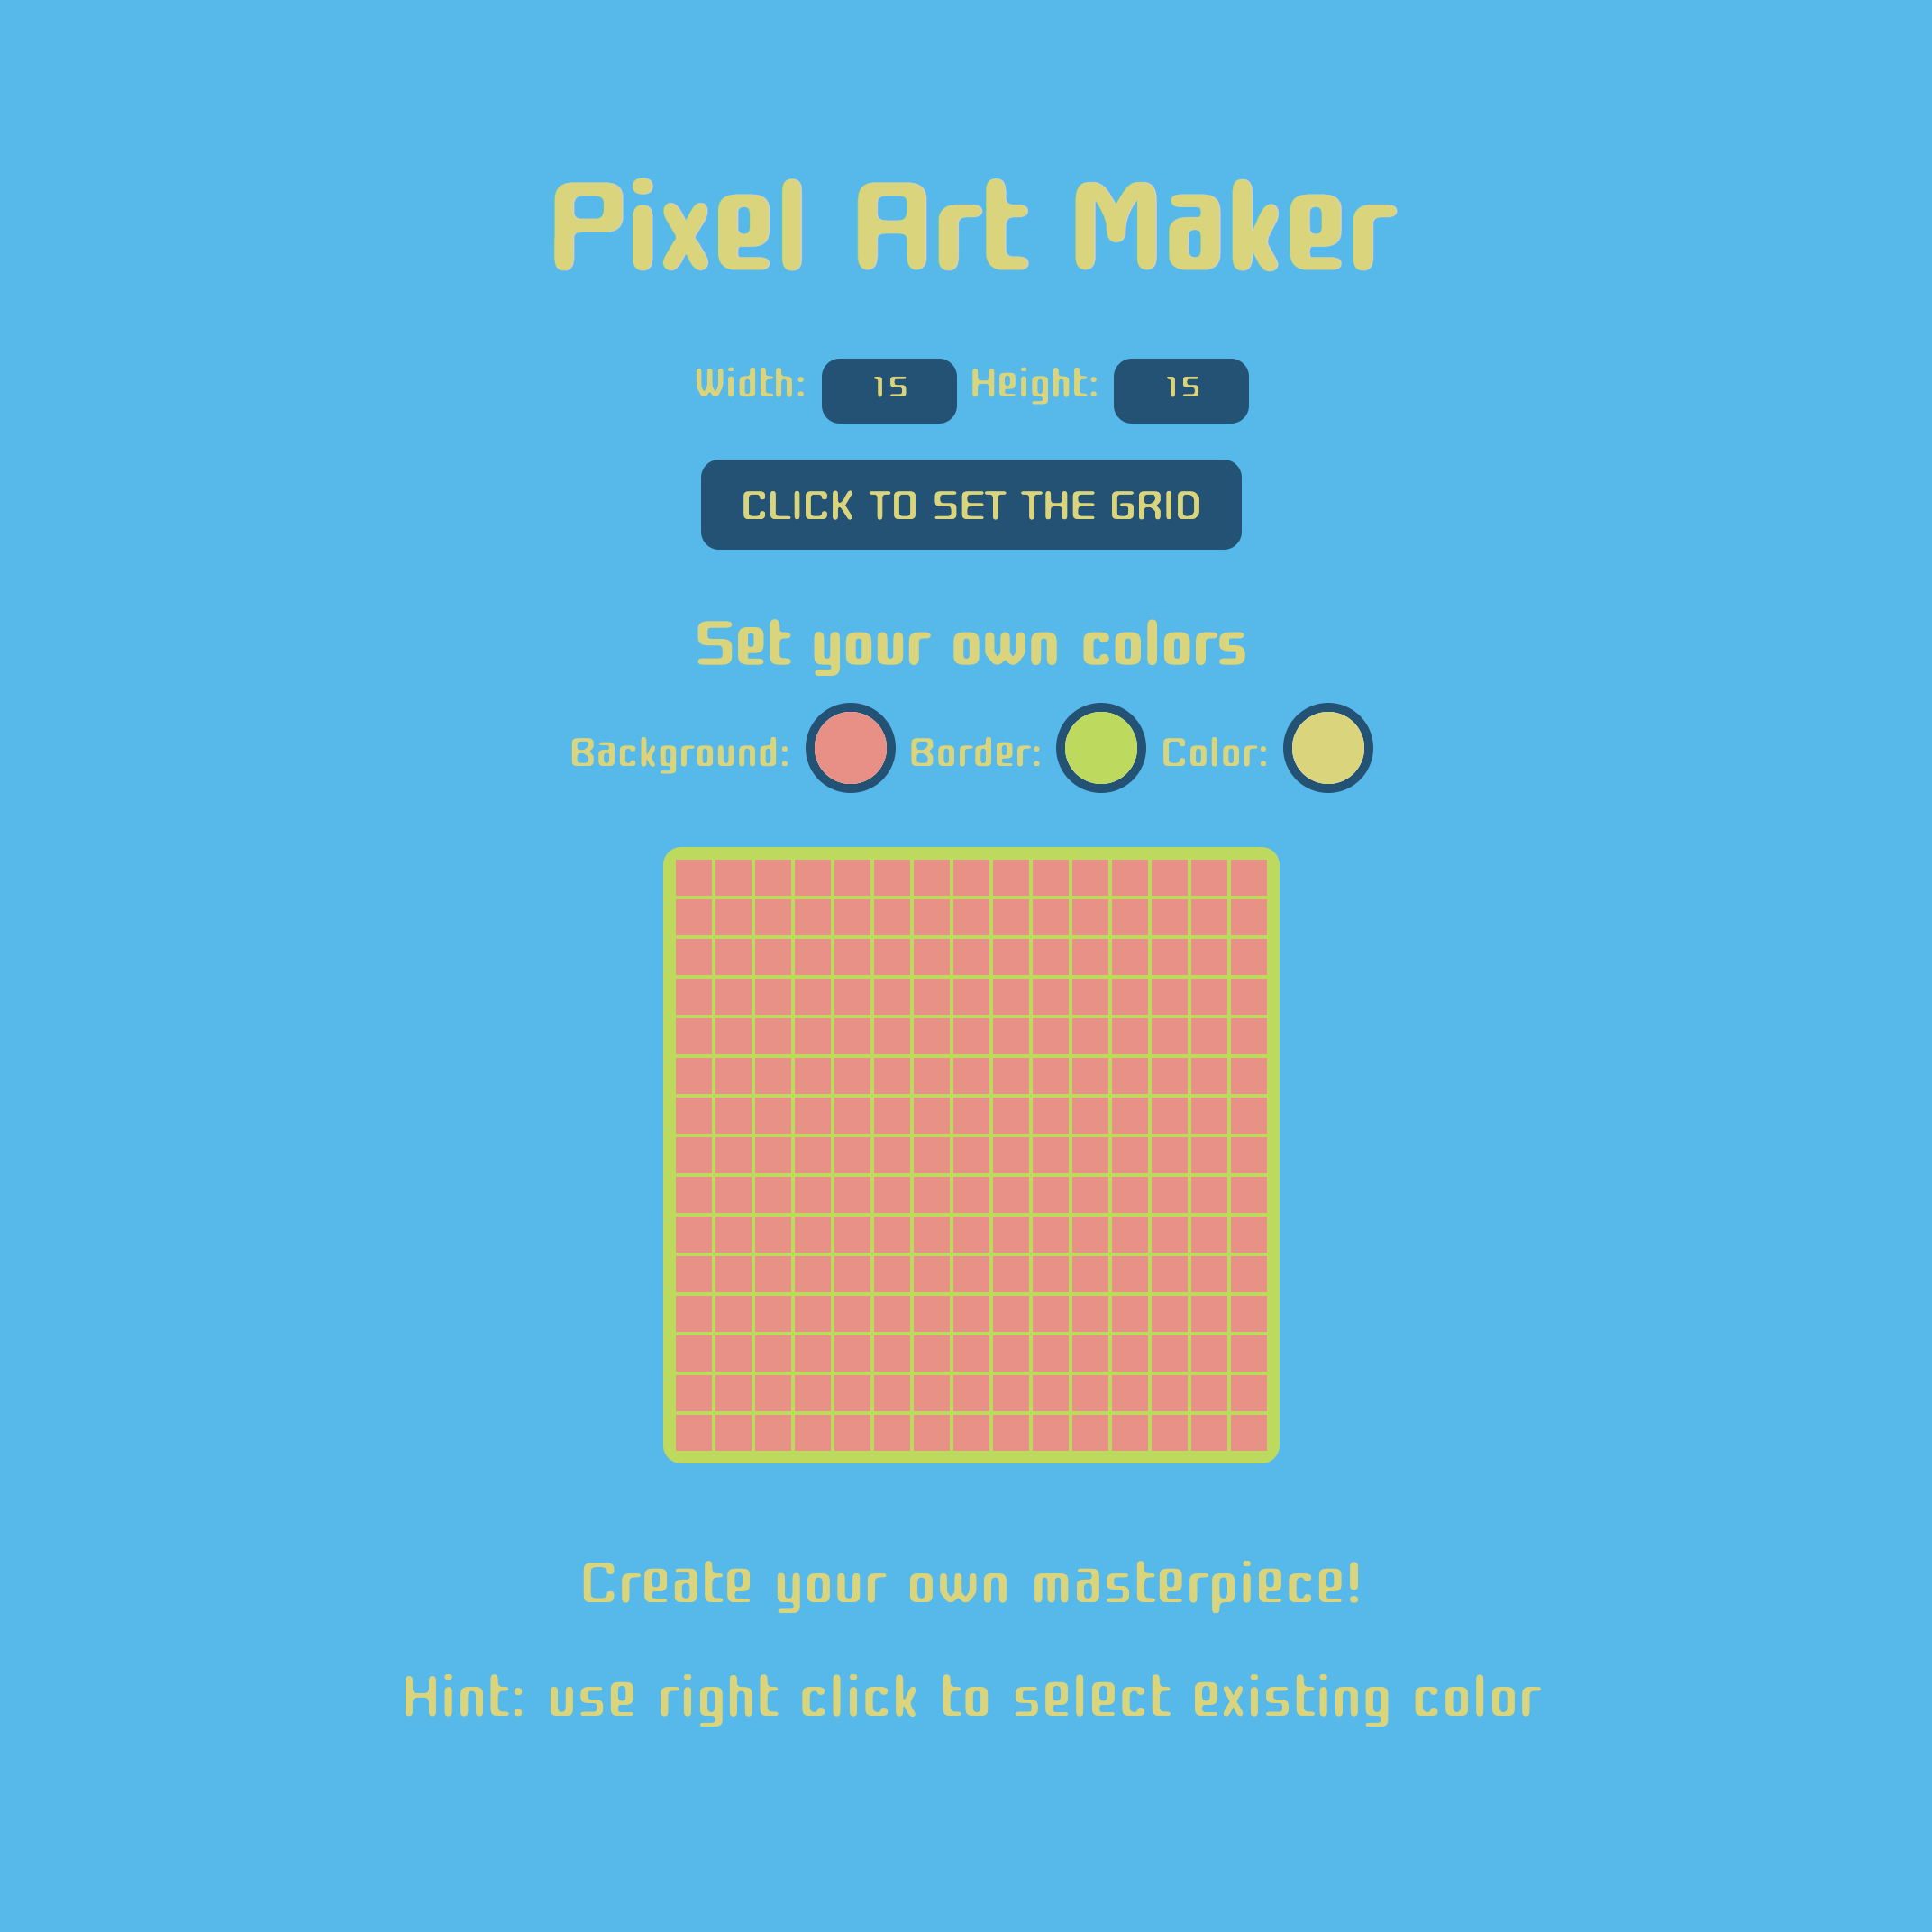 Pixel Art Maker
Width: 15 Height: 15
CLICK TO SET THE GRID
Set your own colors
Background: Border: Color:
Create your own masterpiece!
Hint: use right click to select existing color